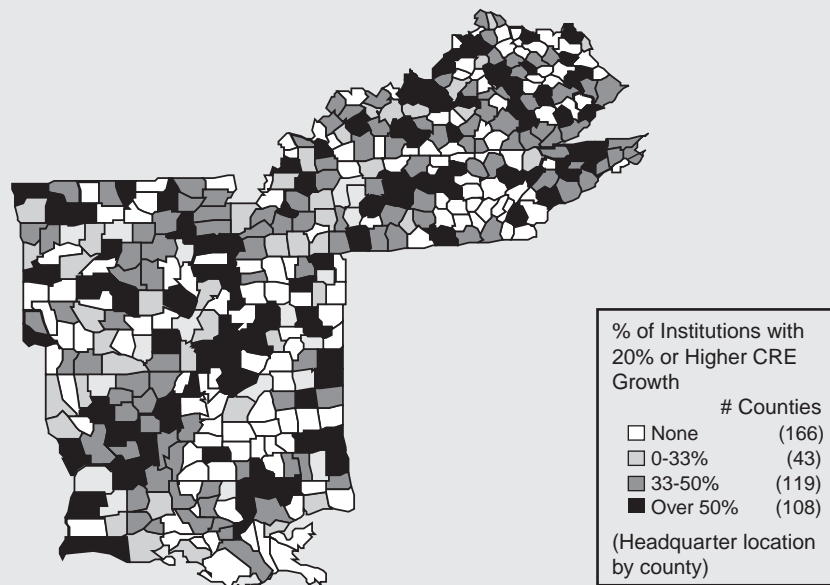 % of Institutions with
20% or Higher CRE
Growth
# Counties
None (166)
0-33% (43)
33-50% (119)
Over 50% (108)
(Headquarter location
by county)